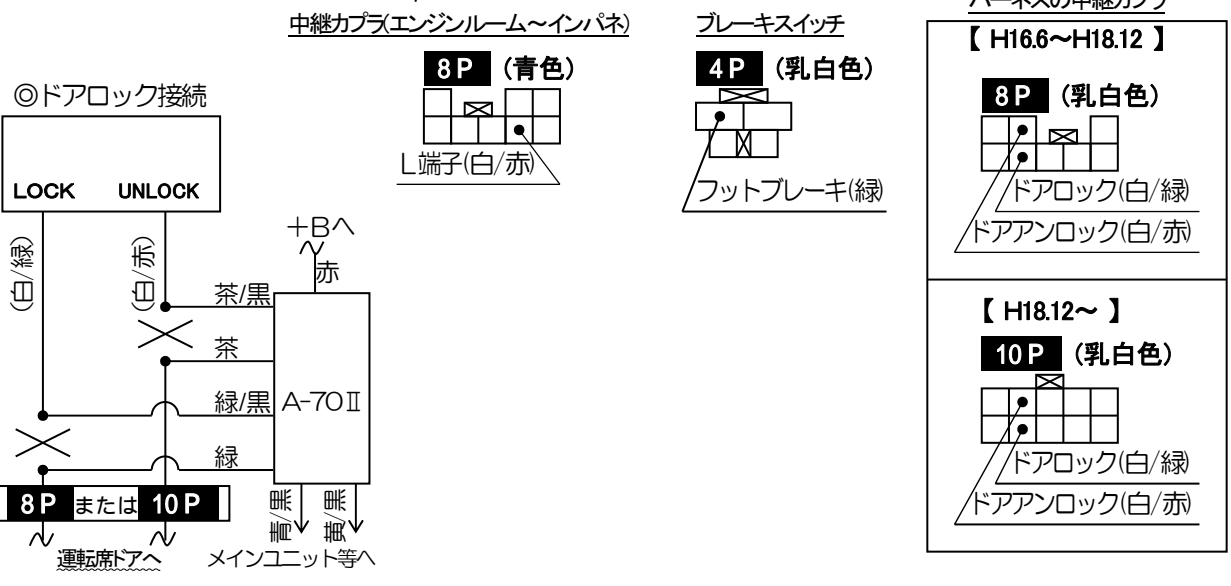 中継カプラ(エンジンルーム～インパネ)
8P (青色)
L端子(白/赤)
ブレーキスイッチ
4P (乳白色)
フットブレーキ(緑)
ハーネスの中継カプラ
【 H16.6～H18.12 】
8P (乳白色)
ドアロック(白/緑)
ドアアンロック(白/赤)
【 H18.12～ 】
10P (乳白色)
ドアロック(白/緑)
ドアアンロック(白/赤)
◎ドアロック接続
LOCK UNLOCK
(白/緑)
(白/赤)
+Bへ
赤
茶/黒
茶
緑/黒
緑
A-70Ⅱ
青/黒
黄/黒
8P または 10P
運転席ドアへ
メインユニット等へ